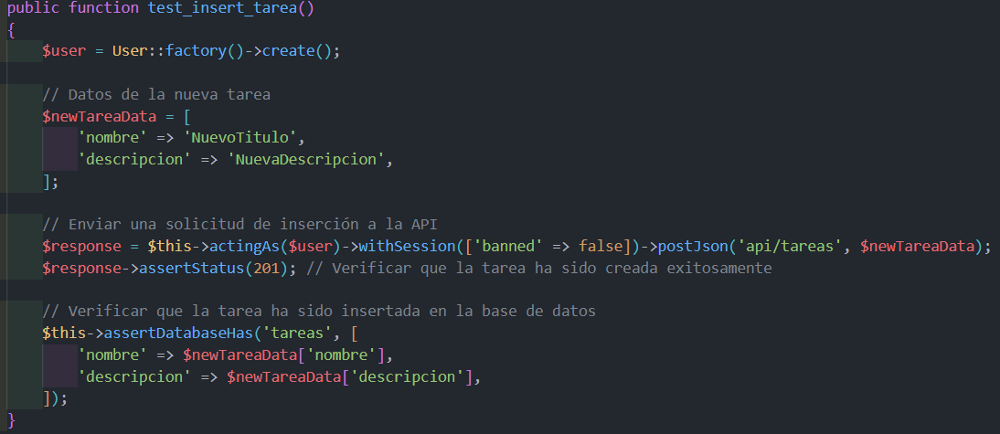 public function test_insert_tarea()
{
    $user = User::factory()->create();

    // Datos de la nueva tarea
    $newTareaData = [
        'nombre' => 'NuevoTitulo',
        'descripcion' => 'NuevaDescripcion',
    ];

    // Enviar una solicitud de inserción a la API
    $response = $this->actingAs($user)->withSession(['banned' => false])->postJson('api/tareas', $newTareaData);
    $response->assertStatus(201); // Verificar que la tarea ha sido creada exitosamente

    // Verificar que la tarea ha sido insertada en la base de datos
    $this->assertDatabaseHas('tareas', [
        'nombre' => $newTareaData['nombre'],
        'descripcion' => $newTareaData['descripcion'],
    ]);
}